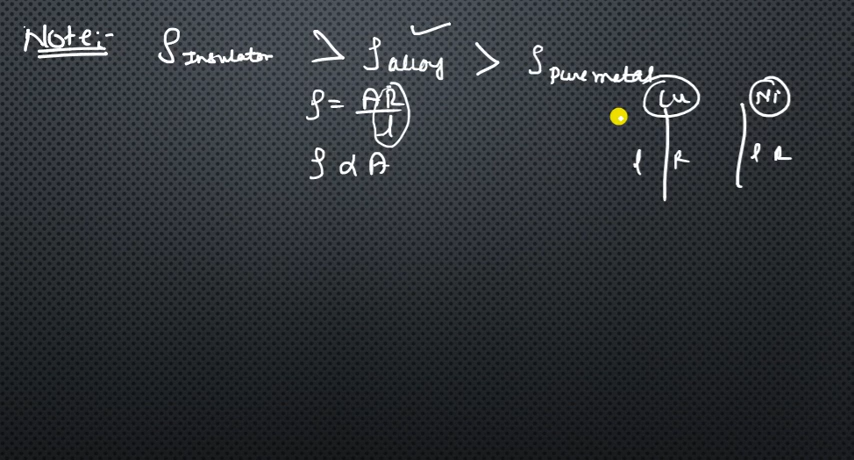 Note:- ρ Insulator > ρ alloy > ρ pure metal
ρ = AR/l
ρ ∝ A
Cu Ni
l R l R